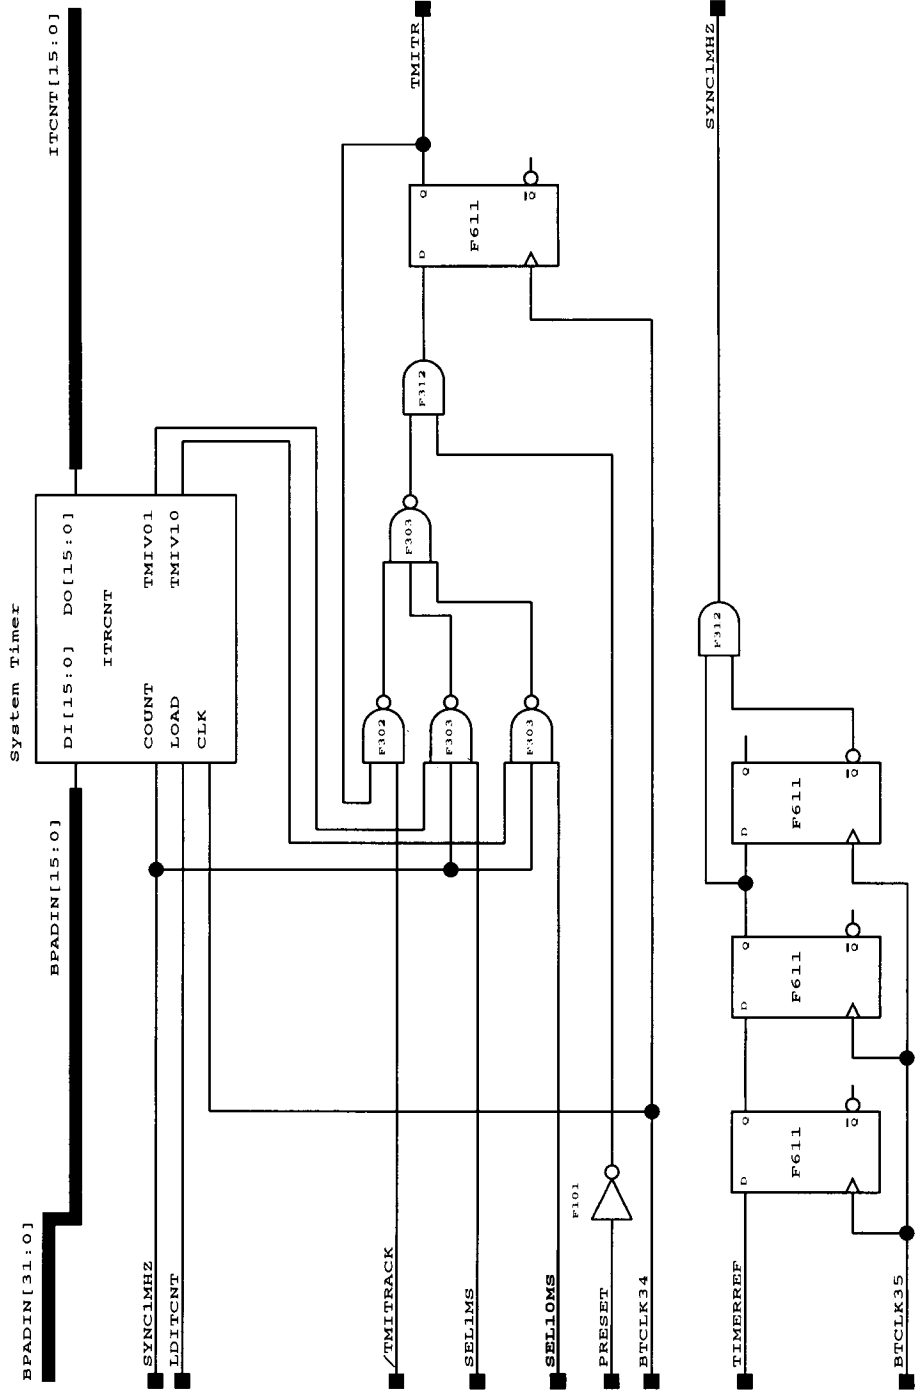 System Timer
BPADIN[31:0]
BPADIN[15:0]
ITCNT[15:0]
DI[15:0]
DO[15:0]
ITRCNT
COUNT
TMIV01
LOAD
TMIV10
CLK
SYNC1MHZ
LDITCNT
/TMITRACK
SEL1MS
SEL10MS
PRESET
BTCLK34
F101
F302
F303
F303
F303
F312
D
Q
F611
Q
TMITR
TIMERREF
BTCLK35
D
Q
F611
Q
D
Q
F611
Q
D
Q
F611
Q
F312
SYNC1MHZ